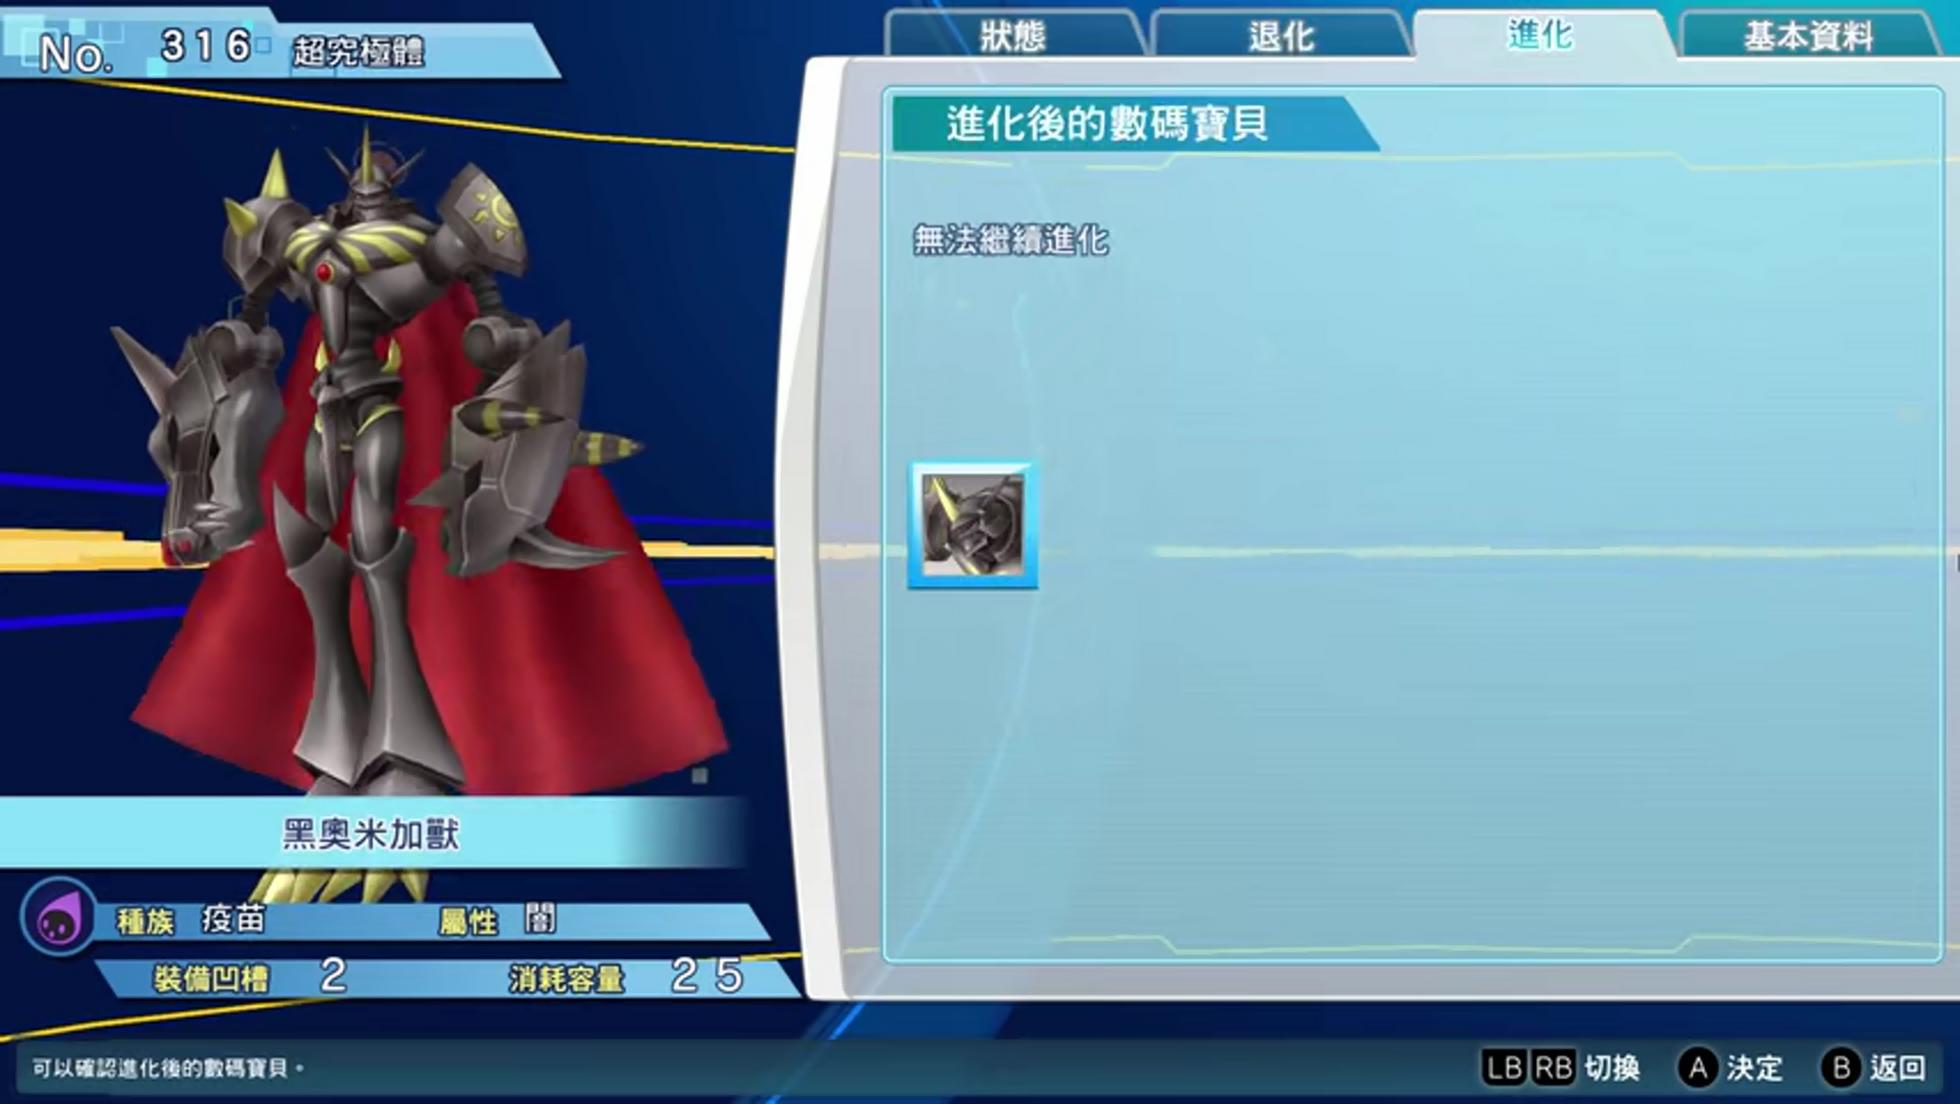 No. 316 超究極體
狀態 退化 進化 基本資料
進化後的數碼寶貝
無法繼續進化
黑奧米加獸
種族 疫苗 屬性 闇
裝備凹槽 2 消耗容量 25
可以確認進化後的數碼寶貝。
LB RB 切換 A 決定 B 返回